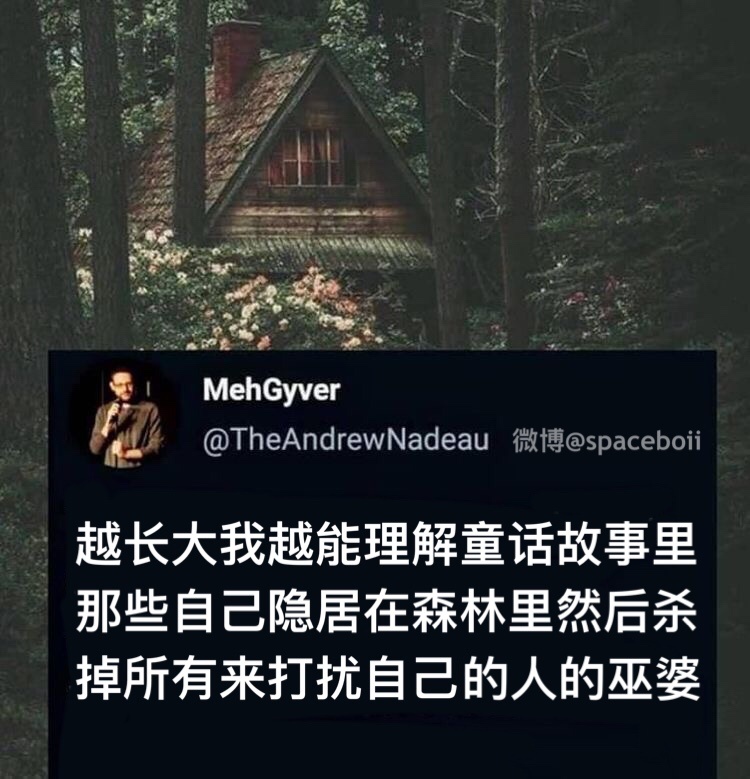 MehGyver
@TheAndrewNadeau 微博@spaceboii
越长大我越能理解童话故事里
那些自己隐居在森林里然后杀
掉所有来打扰自己的人的巫婆